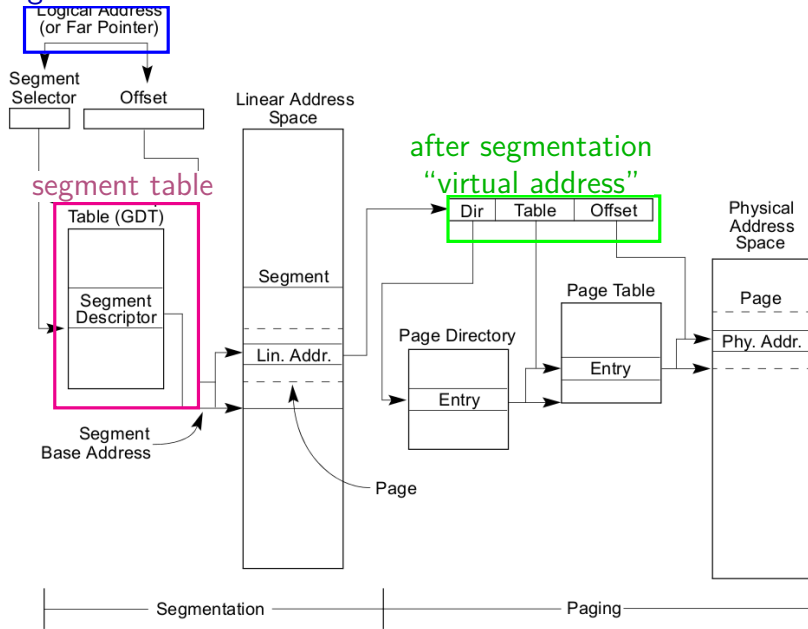 Logical Address
(or Far Pointer)
Segment
Selector
Offset
Linear Address
Space
after segmentation
“virtual address”
segment table
Table (GDT)
Dir
Table
Offset
Physical
Address
Space
Segment
Segment
Descriptor
Page Table
Page
Page Directory
Lin. Addr.
Phy. Addr.
Entry
Entry
Segment
Base Address
Page
Segmentation
Paging